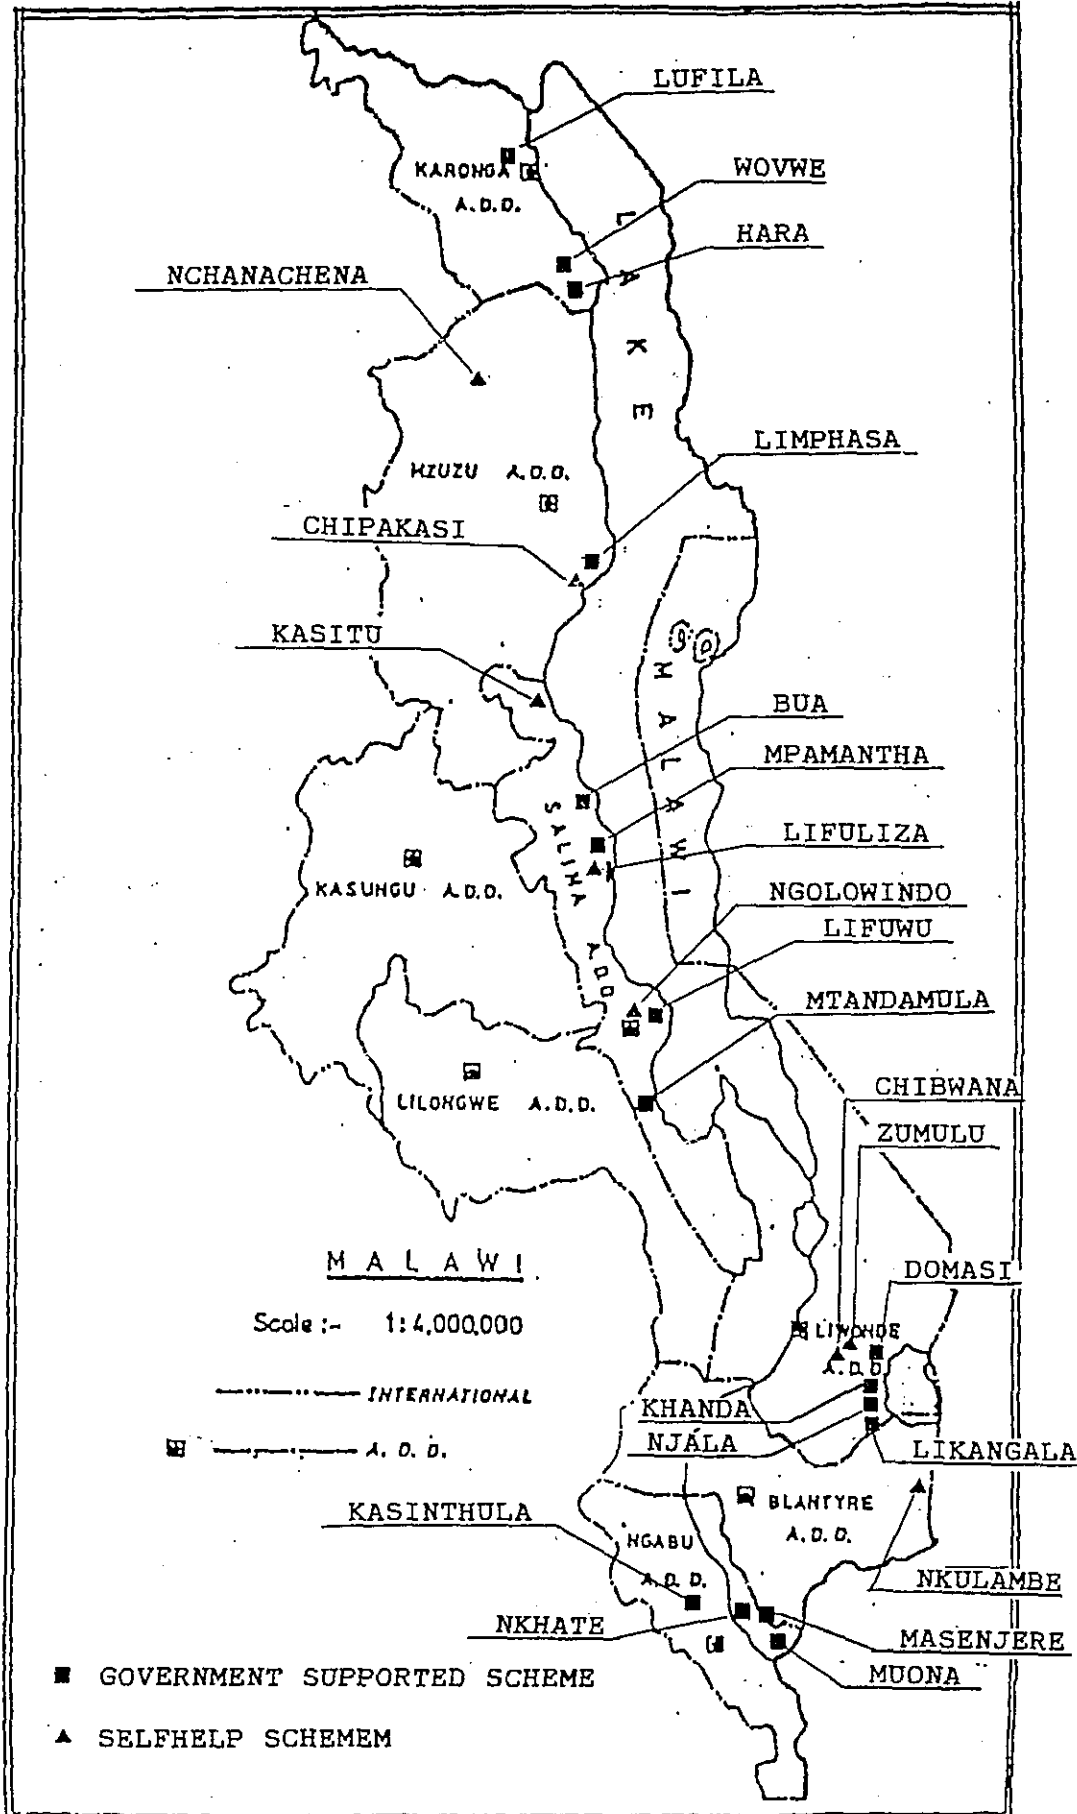 LUFILA
KARONGA
A.D.D.
WOVWE
HARA
NCHANACHENA
LAKE
LIMPHASA
MZUZU A.D.D.
CHIPAKASI
KASITU
MALAWI
BUA
MPAMANTHA
LIFULIZA
SALIMA A.D.D
KASUNGU A.D.D.
NGOLOWINDO
LIFUWU
MTANDAMULA
LILONGWE A.D.D.
CHIBWANA
ZUMULU
MALAWI
DOMASI
Scale :- 1:4,000,000
LIWONDE
A.D.D
INTERNATIONAL
KHANDA
NJALA
LIKANGALA
A.D.D.
BLANTYRE
A.D.D.
KASINTHULA
NGABU
A.D.D.
NKULAMBE
NKHATE
MASENJERE
MUONA
GOVERNMENT SUPPORTED SCHEME
SELFHELP SCHEMEM